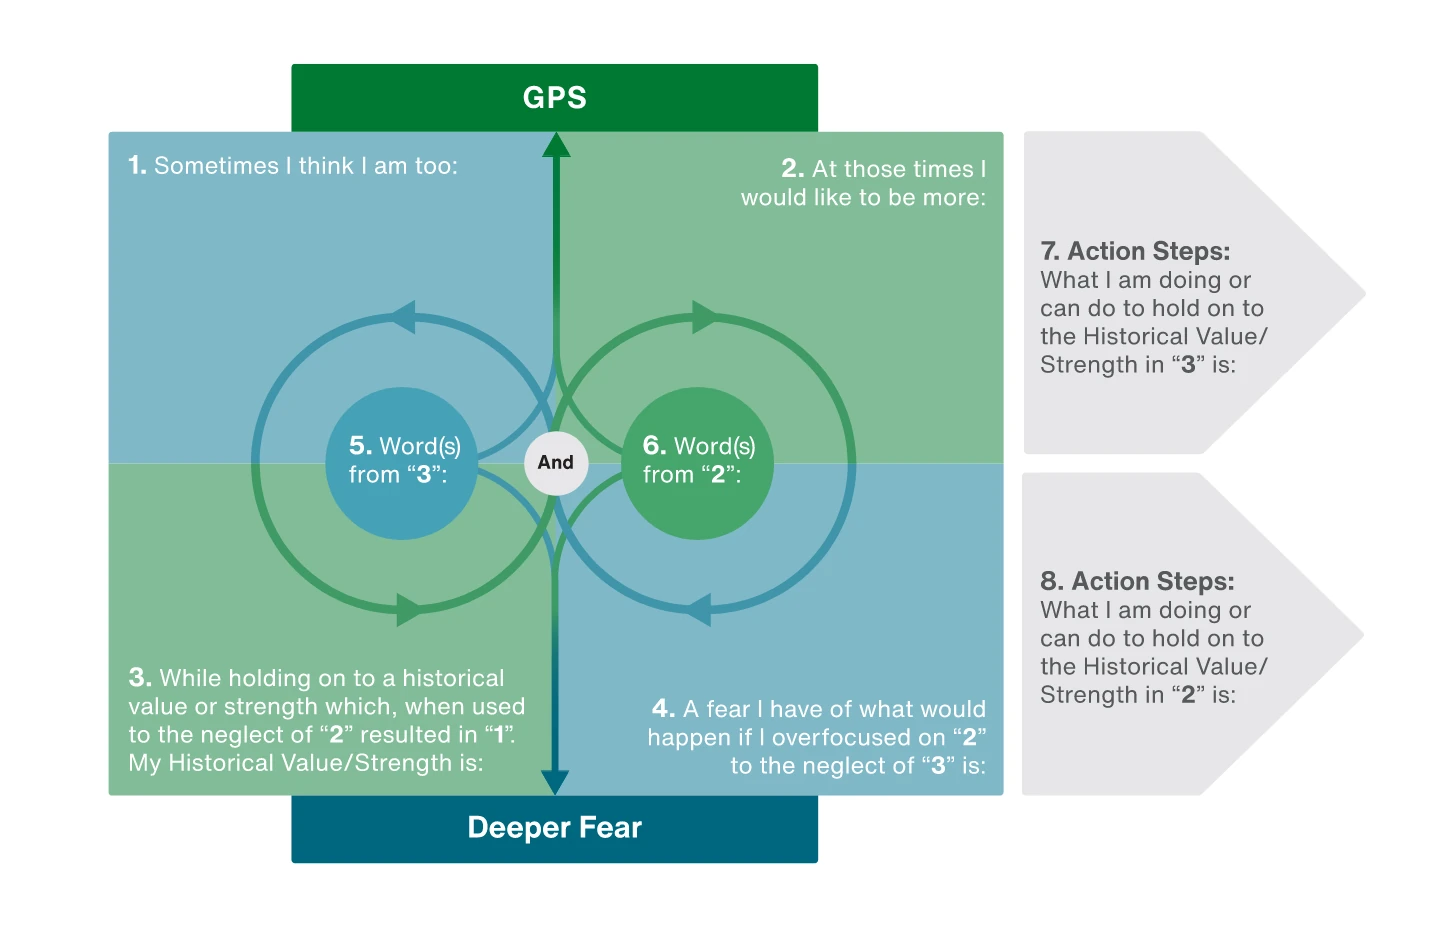 GPS
1. Sometimes I think I am too:
2. At those times I
would like to be more:
5. Word(s)
from “3”:
And
6. Word(s)
from “2”:
3. While holding on to a historical
value or strength which, when used
to the neglect of “2” resulted in “1”.
My Historical Value/Strength is:
4. A fear I have of what would
happen if I overfocused on “2”
to the neglect of “3” is:
Deeper Fear
7. Action Steps:
What I am doing or
can do to hold on to
the Historical Value/
Strength in “3” is:
8. Action Steps:
What I am doing or
can do to hold on to
the Historical Value/
Strength in “2” is: